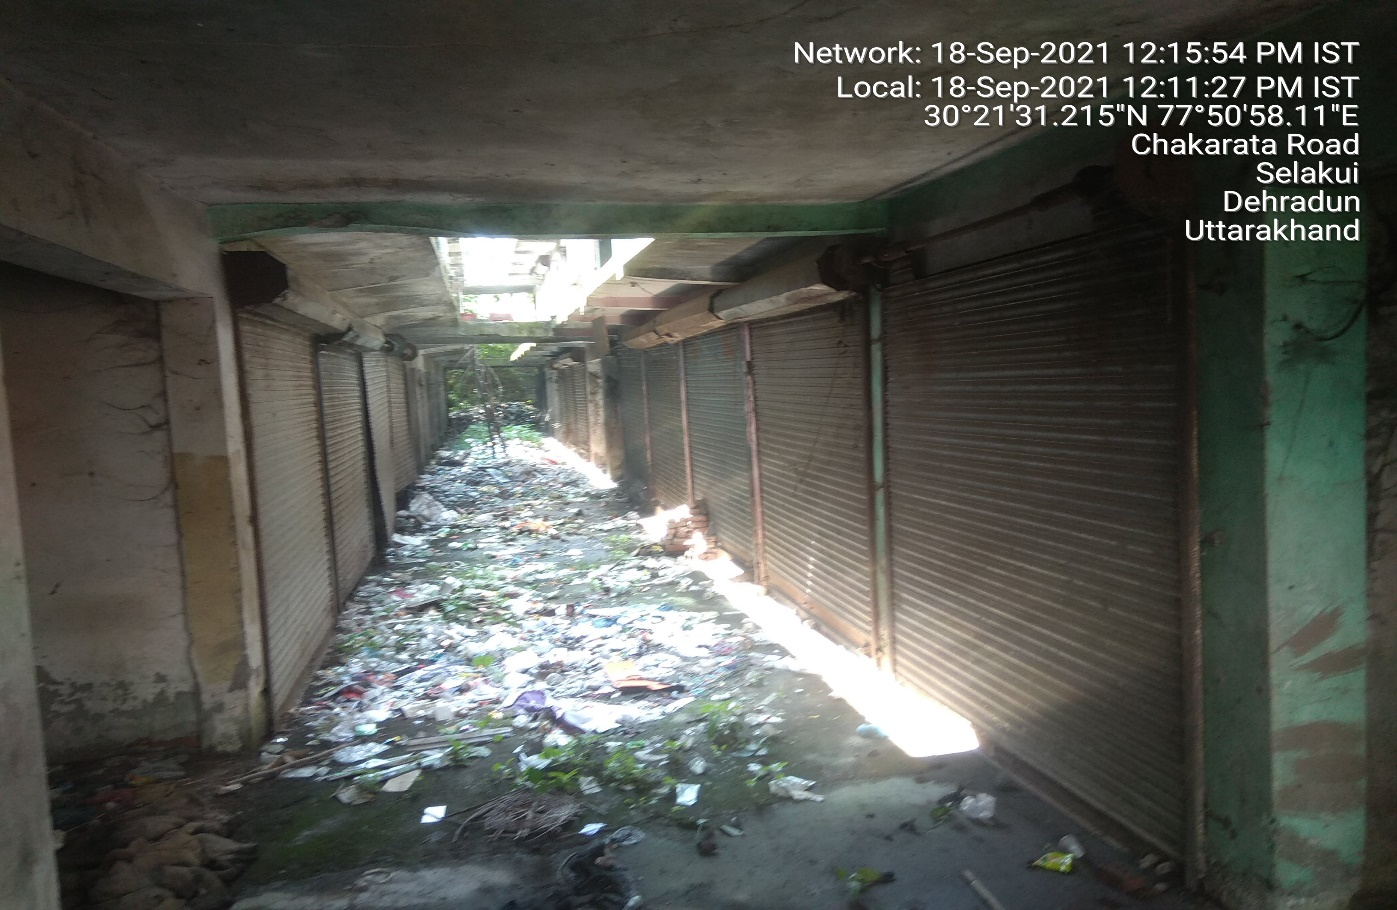 Network: 18-Sep-2021 12:15:54 PM IST
Local: 18-Sep-2021 12:11:27 PM IST
30°21'31.215"N 77°50'58.11"E
Chakarata Road
Selakui
Dehradun
Uttarakhand